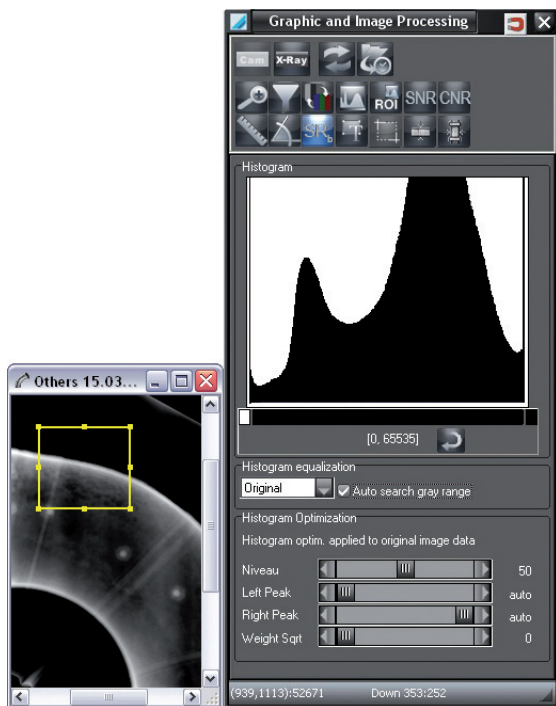 Graphic and Image Processing
Cam X-Ray
ROI SNR CNR
SR T
Histogram
[0, 65535]
Histogram equalization
Original Auto search gray range
Histogram Optimization
Histogram optim. applied to original image data
Niveau 50
Left Peak auto
Right Peak auto
Weight Sqrt 0
(939,1113):52671 Down 353:252
Others 15.03...